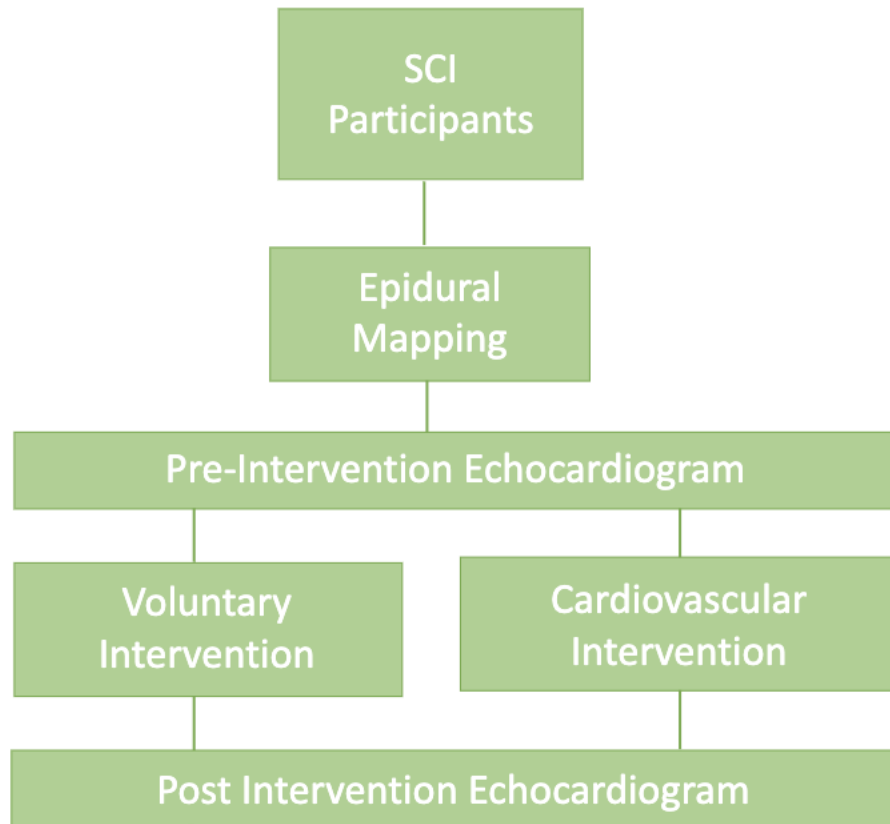 SCI
Participants
Epidural
Mapping
Pre-Intervention Echocardiogram
Voluntary
Intervention
Cardiovascular
Intervention
Post Intervention Echocardiogram